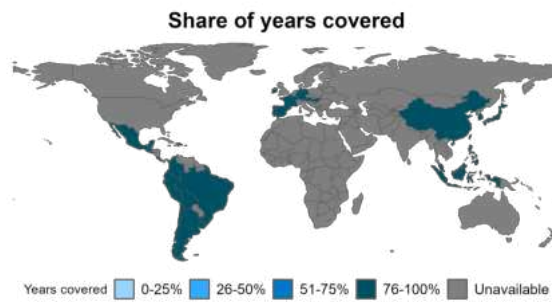 Share of years covered
Years covered 0-25% 26-50% 51-75% 76-100% Unavailable